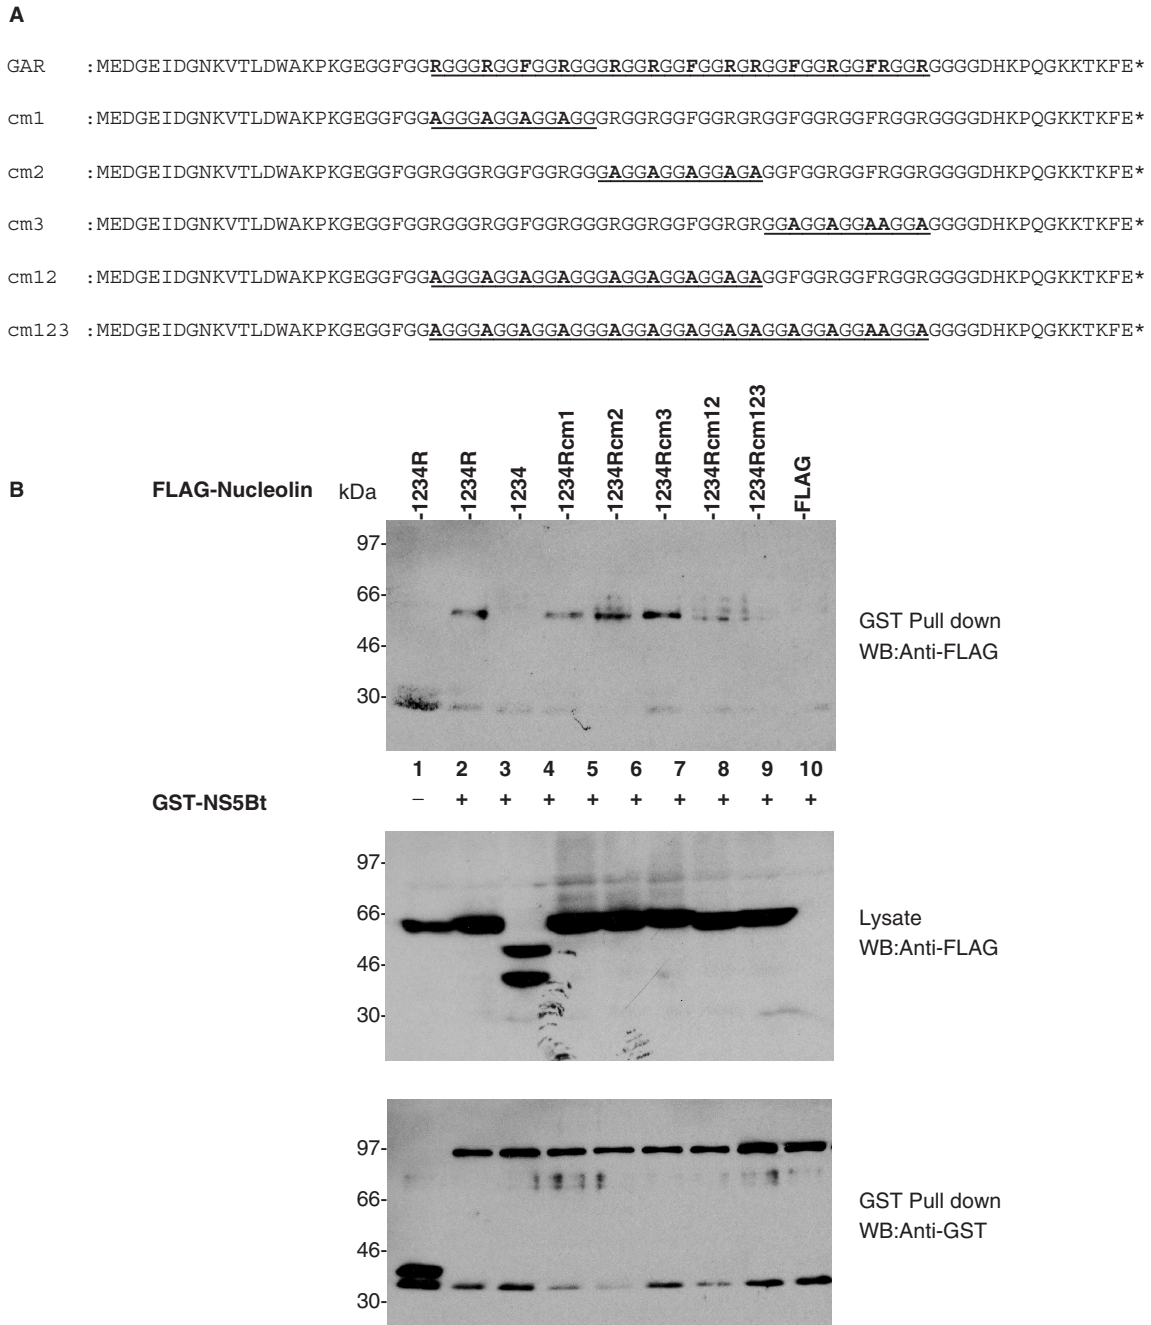 A
GAR :MEDGEIDGNKVTLDWAKPKGEGGFGGRGGGRGGFGGRGGGRGGRGGFGGRGRGGFGGRGGFRGGRGGGGDHKPQGKKTKFE*
cm1 :MEDGEIDGNKVTLDWAKPKGEGGFGGAGGGAGGAGGAGGGRGGRGGFGGRGRGGFGGRGGFRGGRGGGGDHKPQGKKTKFE*
cm2 :MEDGEIDGNKVTLDWAKPKGEGGFGGRGGGRGGFGGRGGGAGGAGGAGGAGAGGFGGRGGFRGGRGGGGDHKPQGKKTKFE*
cm3 :MEDGEIDGNKVTLDWAKPKGEGGFGGRGGGRGGFGGRGGGRGGRGGFGGRGRGGAGGAGGAAGGAGGGGDHKPQGKKTKFE*
cm12 :MEDGEIDGNKVTLDWAKPKGEGGFGGAGGGAGGAGGAGGGAGGAGGAGGAGAGGFGGRGGFRGGRGGGGDHKPQGKKTKFE*
cm123 :MEDGEIDGNKVTLDWAKPKGEGGFGGAGGGAGGAGGAGGGAGGAGGAGGAGAGGAGGAGGAAGGAGGGGDHKPQGKKTKFE*
B
FLAG-Nucleolin kDa -1234R -1234R -1234 -1234Rcm1 -1234Rcm2 -1234Rcm3 -1234Rcm12 -1234Rcm123 -FLAG
97-
66-
46-
30-
GST Pull down
WB:Anti-FLAG
1 2 3 4 5 6 7 8 9 10
GST-NS5Bt – + + + + + + + + +
97-
66-
46-
30-
Lysate
WB:Anti-FLAG
97-
66-
46-
30-
GST Pull down
WB:Anti-GST